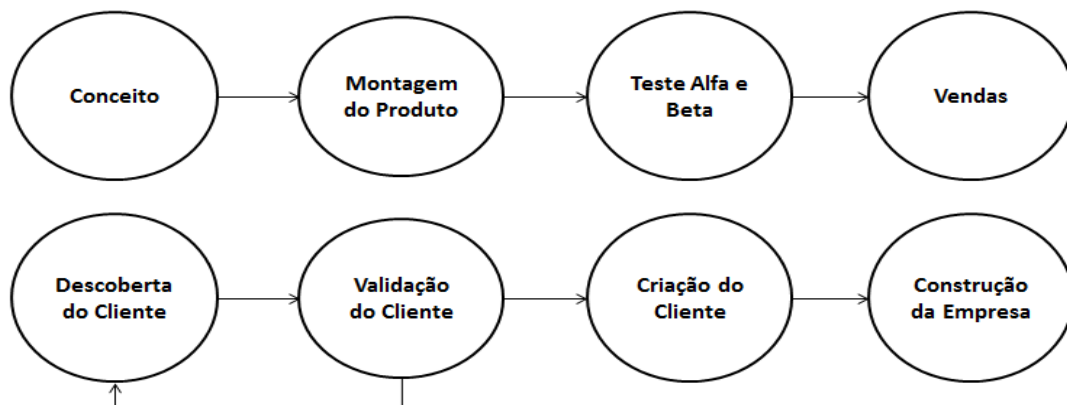 Conceito
Montagem
do Produto
Teste Alfa e
Beta
Vendas
Descoberta
do Cliente
Validação
do Cliente
Criação do
Cliente
Construção
da Empresa